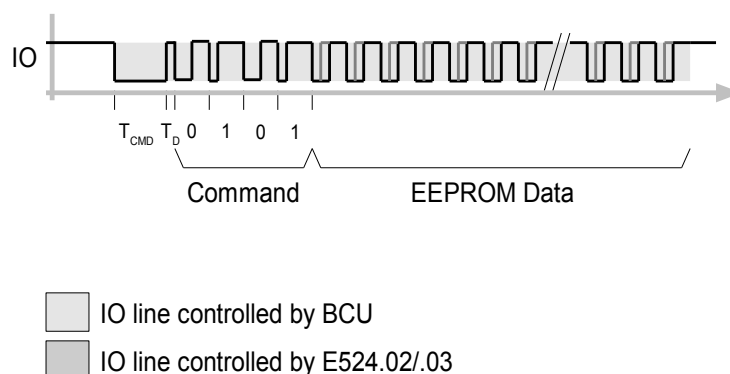 IO
T_CMD T_D 0 1 0 1
Command EEPROM Data
IO line controlled by BCU
IO line controlled by E524.02/.03